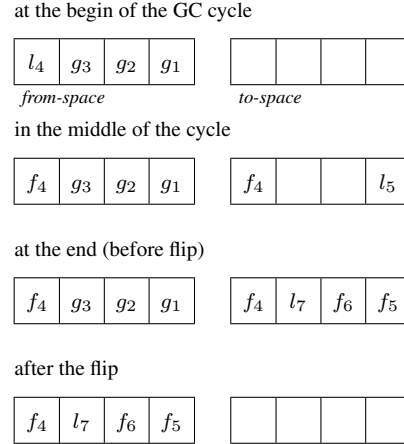 at the begin of the GC cycle
l₄ g₃ g₂ g₁
from-space to-space
in the middle of the cycle
f₄ g₃ g₂ g₁ f₄ l₅
at the end (before flip)
f₄ g₃ g₂ g₁ f₄ l₇ f₆ f₅
after the flip
f₄ l₇ f₆ f₅